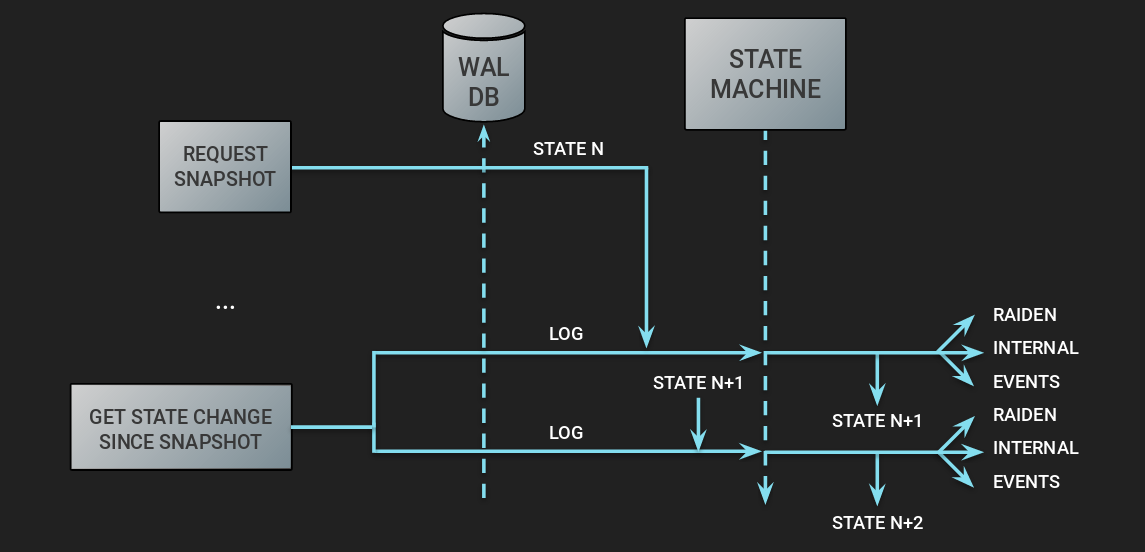 WAL
DB
STATE
MACHINE
REQUEST
SNAPSHOT
STATE N
...
LOG
RAIDEN
INTERNAL
EVENTS
STATE N+1
STATE N+1
GET STATE CHANGE
SINCE SNAPSHOT
LOG
RAIDEN
INTERNAL
EVENTS
STATE N+2